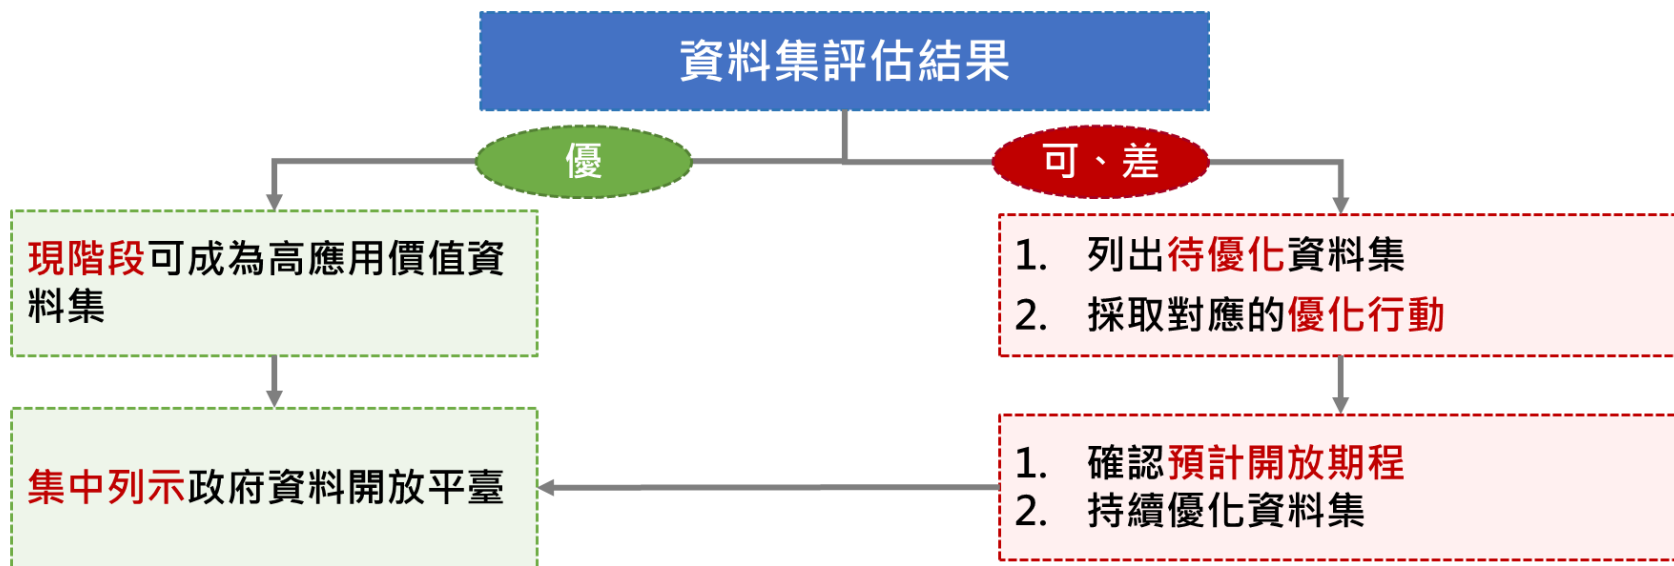 資料集評估結果
優
可、差
現階段可成為高應用價值資
料集
1. 列出待優化資料集
2. 採取對應的優化行動
集中列示政府資料開放平臺
1. 確認預計開放期程
2. 持續優化資料集